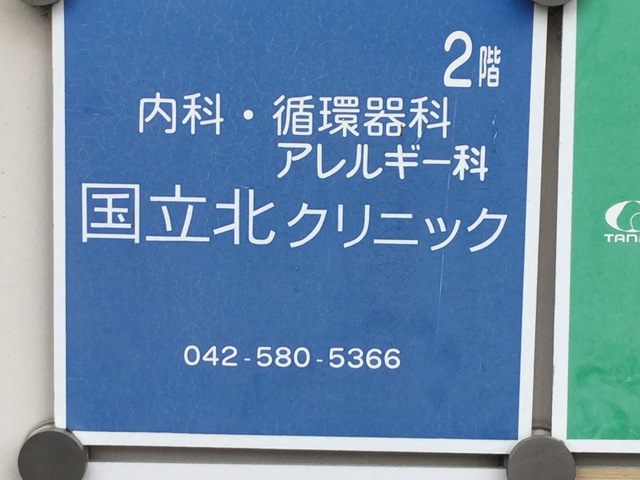 2階
内科・循環器科
アレルギー科
国立北クリニック
042-580-5366